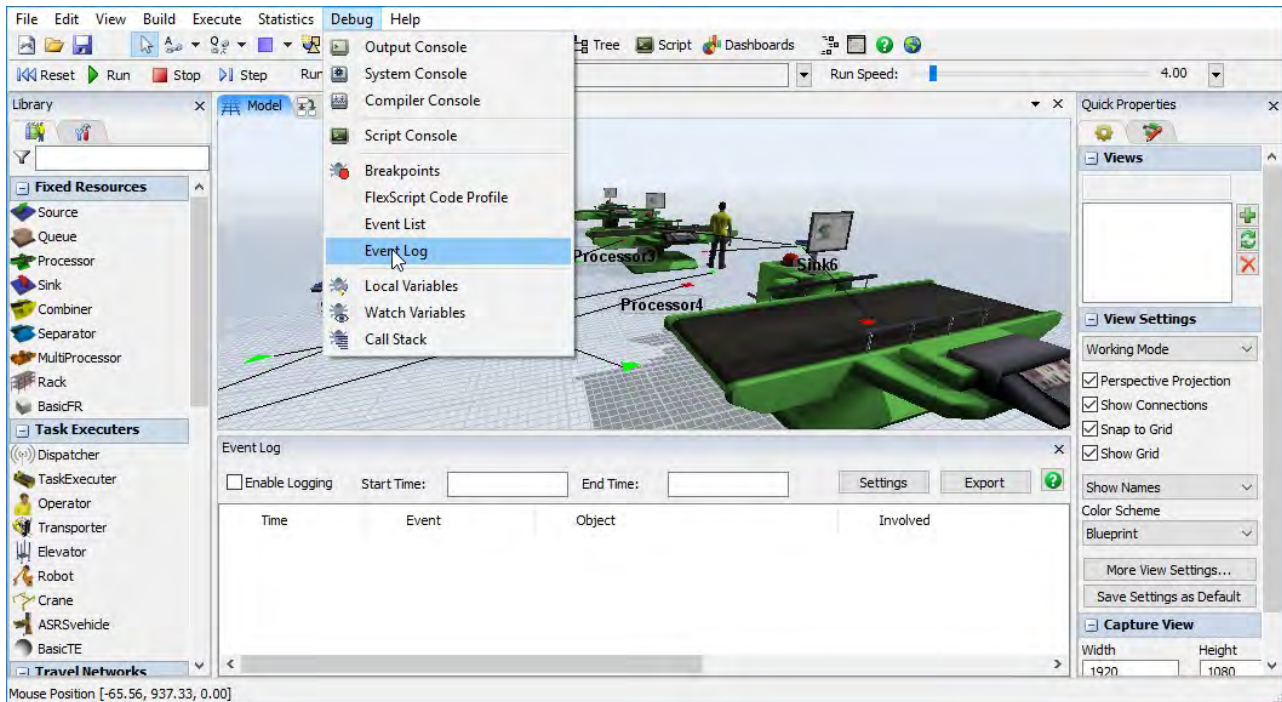 File Edit View Build Execute Statistics Debug Help
Tree Script Dashboards
Reset Run Stop Step Run Speed: 4.00
Output Console
System Console
Compiler Console
Script Console
Breakpoints
FlexScript Code Profile
Event List
Event Log
Local Variables
Watch Variables
Call Stack
Library
Fixed Resources
Source
Queue
Processor
Sink
Combiner
Separator
MultiProcessor
Rack
BasicFR
Task Executers
Dispatcher
TaskExecuter
Operator
Transporter
Elevator
Robot
Crane
ASRSvehicle
BasicTE
Travel Networks
Model
Processor3
Sink6
Processor4
Event Log
Enable Logging Start Time: End Time: Settings Export
Time Event Object Involved
Quick Properties
Views
View Settings
Working Mode
Perspective Projection
Show Connections
Snap to Grid
Show Grid
Show Names
Color Scheme
Blueprint
More View Settings...
Save Settings as Default
Capture View
Width Height
1920 1080
Mouse Position [-65.56, 937.33, 0.00]